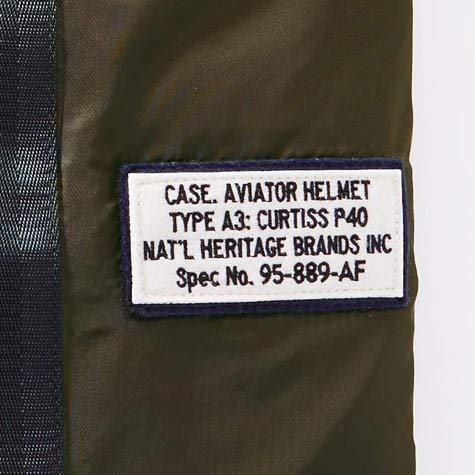 CASE. AVIATOR HELMET
TYPE A3: CURTISS P40
NAT'L HERITAGE BRANDS INC
Spec No. 95-889-AF